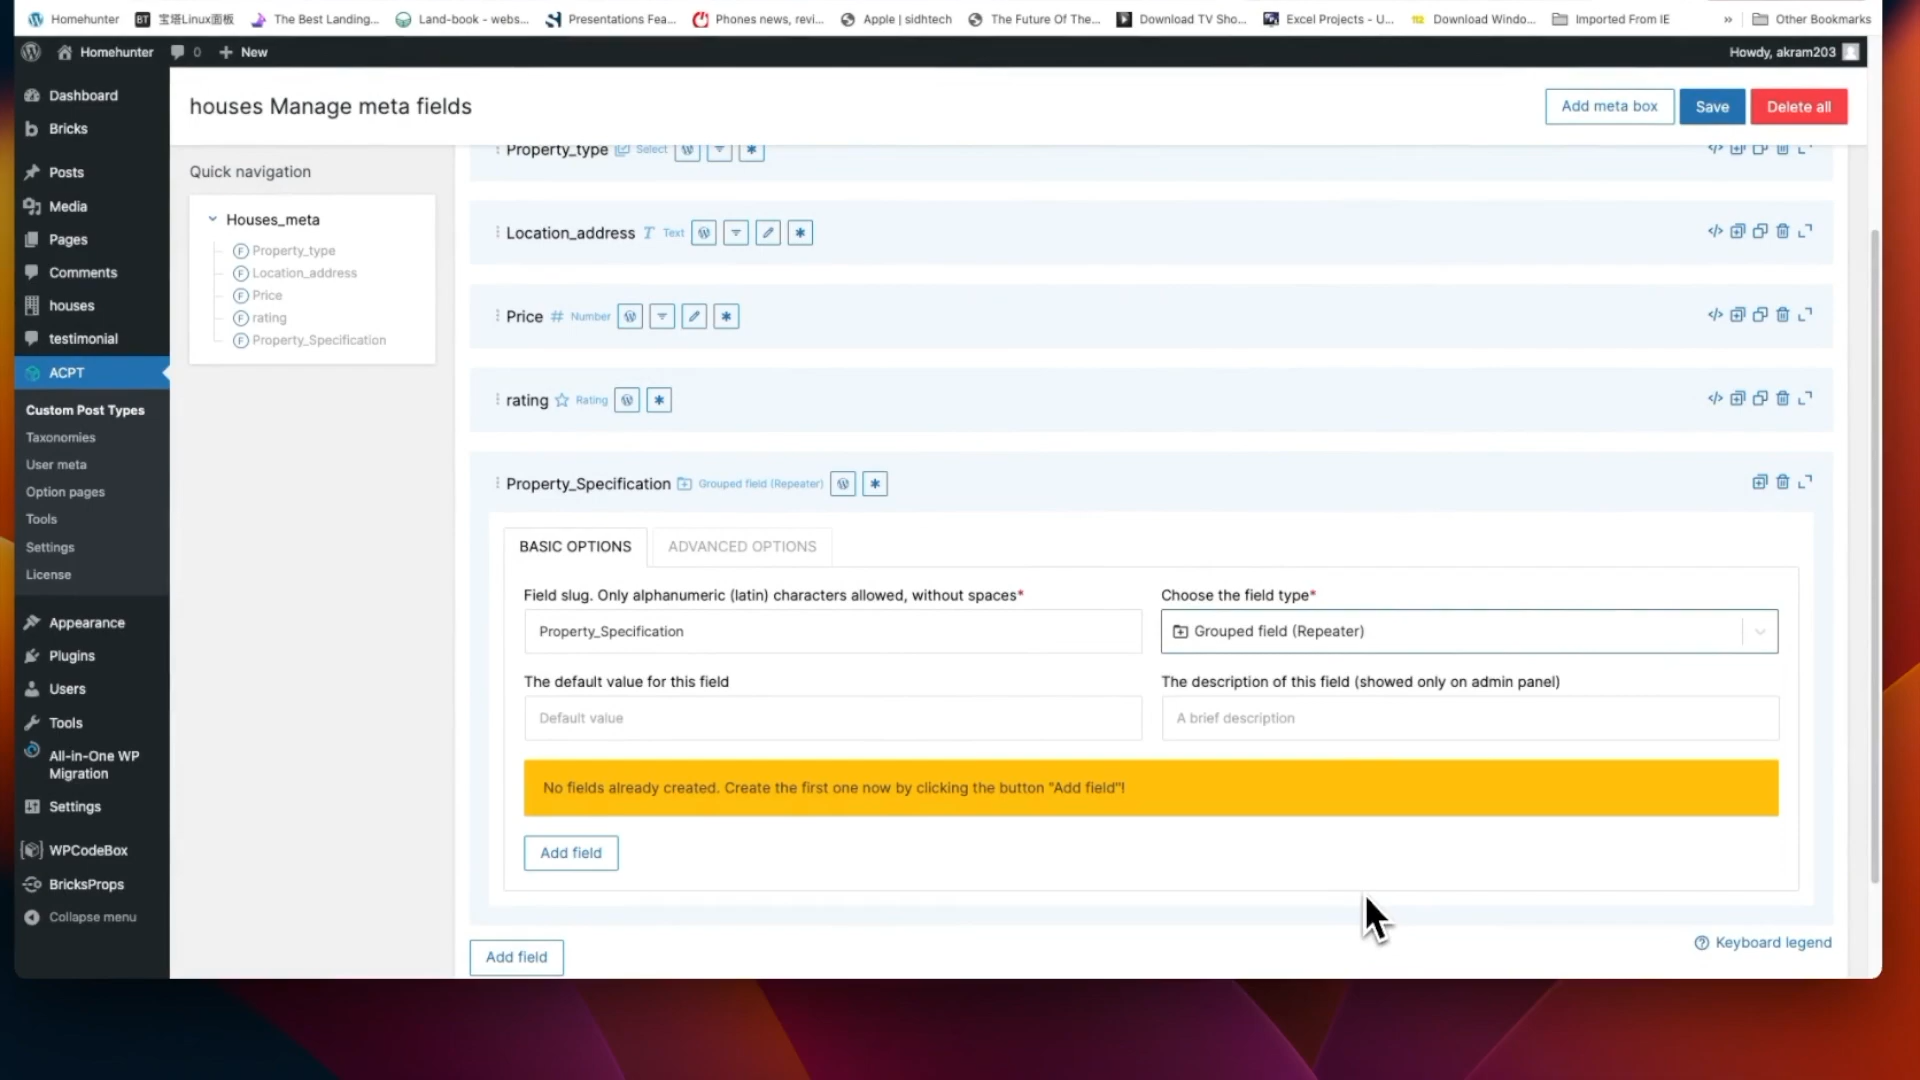 Homehunter
BT 宝塔Linux面板
The Best Landing...
Land-book - webs...
Presentations Fea...
Phones news, revi...
Apple | sidhtech
The Future Of The...
Download TV Sho...
Excel Projects - U...
Download Windo...
Imported From IE
»
Other Bookmarks
Homehunter
0
New
Howdy, akram203
Dashboard
Bricks
Posts
Media
Pages
Comments
houses
testimonial
ACPT
Custom Post Types
Taxonomies
User meta
Option pages
Tools
Settings
License
Appearance
Plugins
Users
Tools
All-in-One WP
Migration
Settings
WPCodeBox
BricksProps
Collapse menu
houses Manage meta fields
Add meta box
Save
Delete all
Quick navigation
Houses_meta
F Property_type
F Location_address
F Price
F rating
F Property_Specification
Property_type Select
Location_address Text
Price # Number
rating Rating
Property_Specification Grouped field (Repeater)
BASIC OPTIONS
ADVANCED OPTIONS
Field slug. Only alphanumeric (latin) characters allowed, without spaces*
Property_Specification
Choose the field type*
Grouped field (Repeater)
The default value for this field
Default value
The description of this field (showed only on admin panel)
A brief description
No fields already created. Create the first one now by clicking the button "Add field"!
Add field
Add field
Keyboard legend